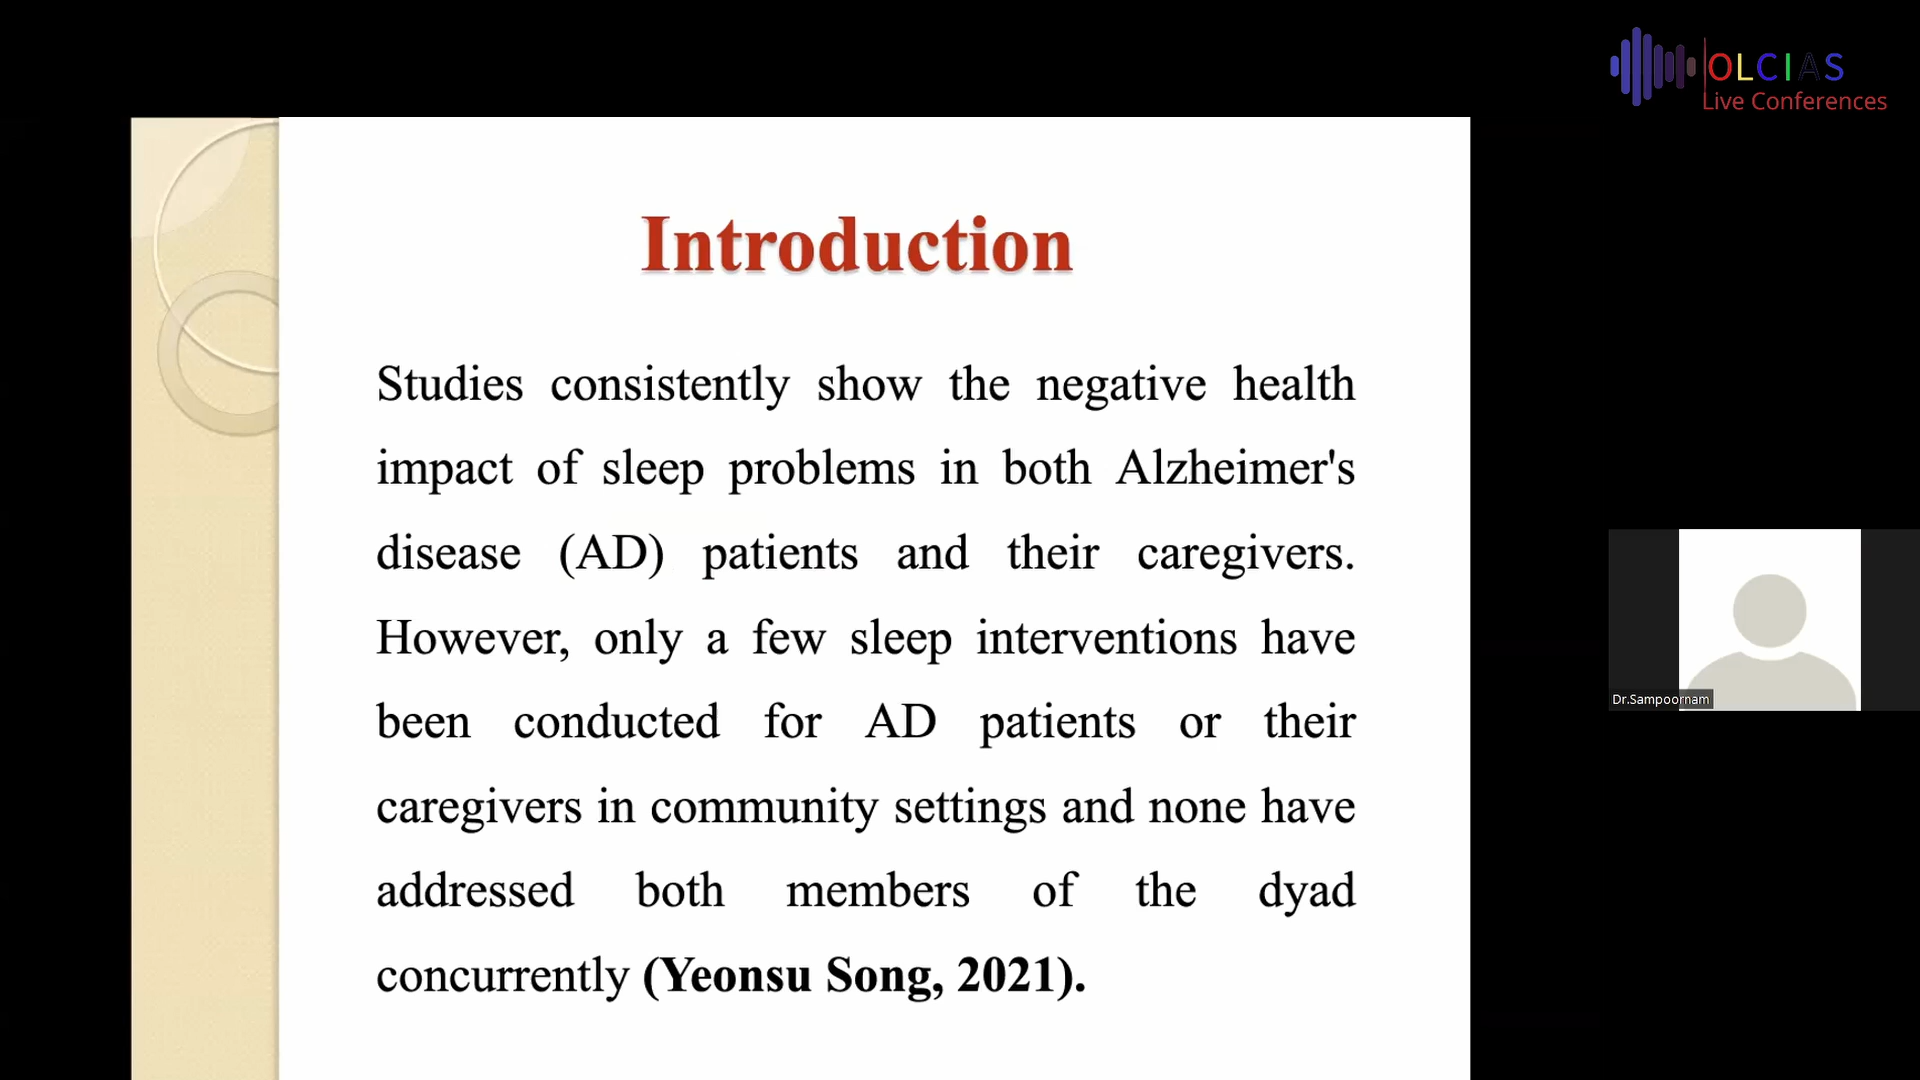 OLCIAS
Live Conferences
Introduction
Studies consistently show the negative health
impact of sleep problems in both Alzheimer's
disease (AD) patients and their caregivers.
However, only a few sleep interventions have
been conducted for AD patients or their
caregivers in community settings and none have
addressed both members of the dyad
concurrently (Yeonsu Song, 2021).
Dr.Sampoornam